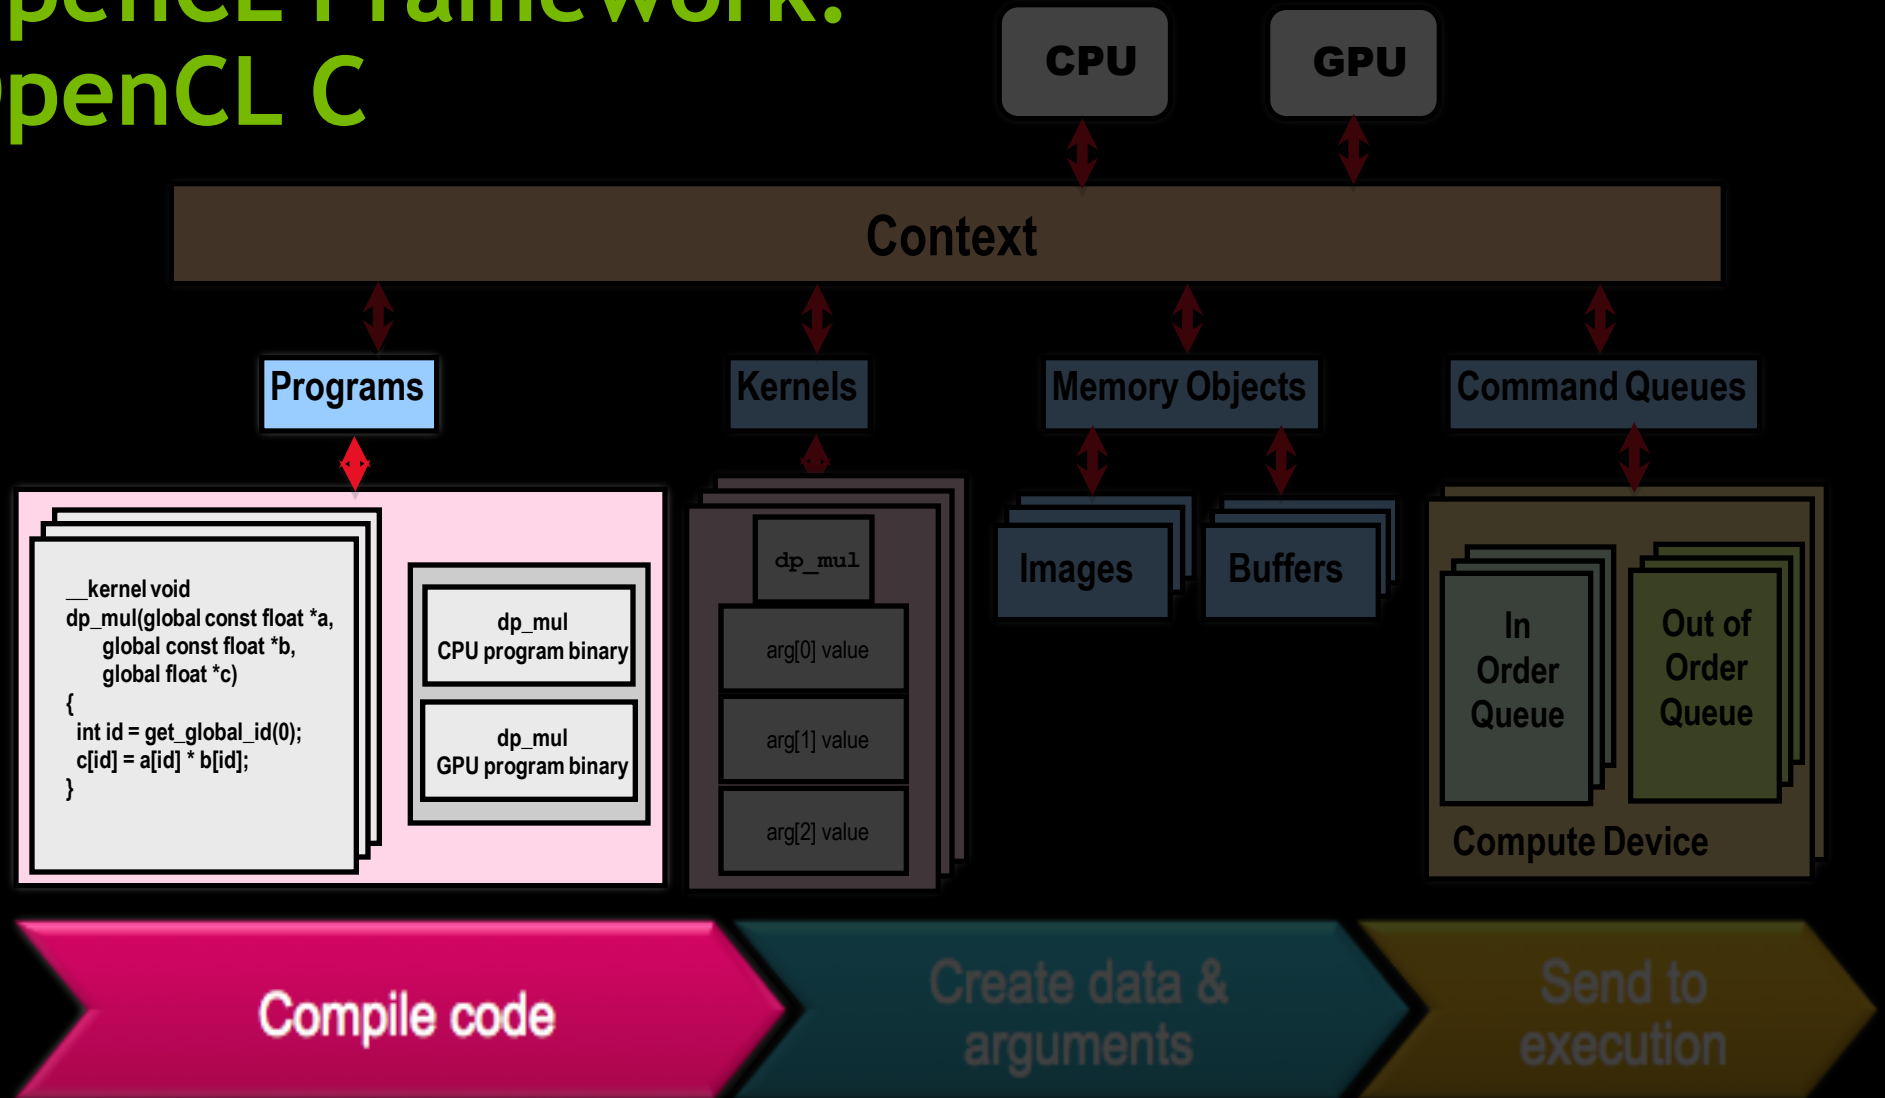 penCL Framework:
OpenCL C
CPU
GPU
Context
Programs
Kernels
Memory Objects
Command Queues
__kernel void
dp_mul(global const float *a,
global const float *b,
global float *c)
{
int id = get_global_id(0);
c[id] = a[id] * b[id];
}
dp_mul
CPU program binary
dp_mul
GPU program binary
dp_mul
arg[0] value
arg[1] value
arg[2] value
Images
Buffers
In
Order
Queue
Out of
Order
Queue
Compute Device
Compile code
Create data &
arguments
Send to
execution